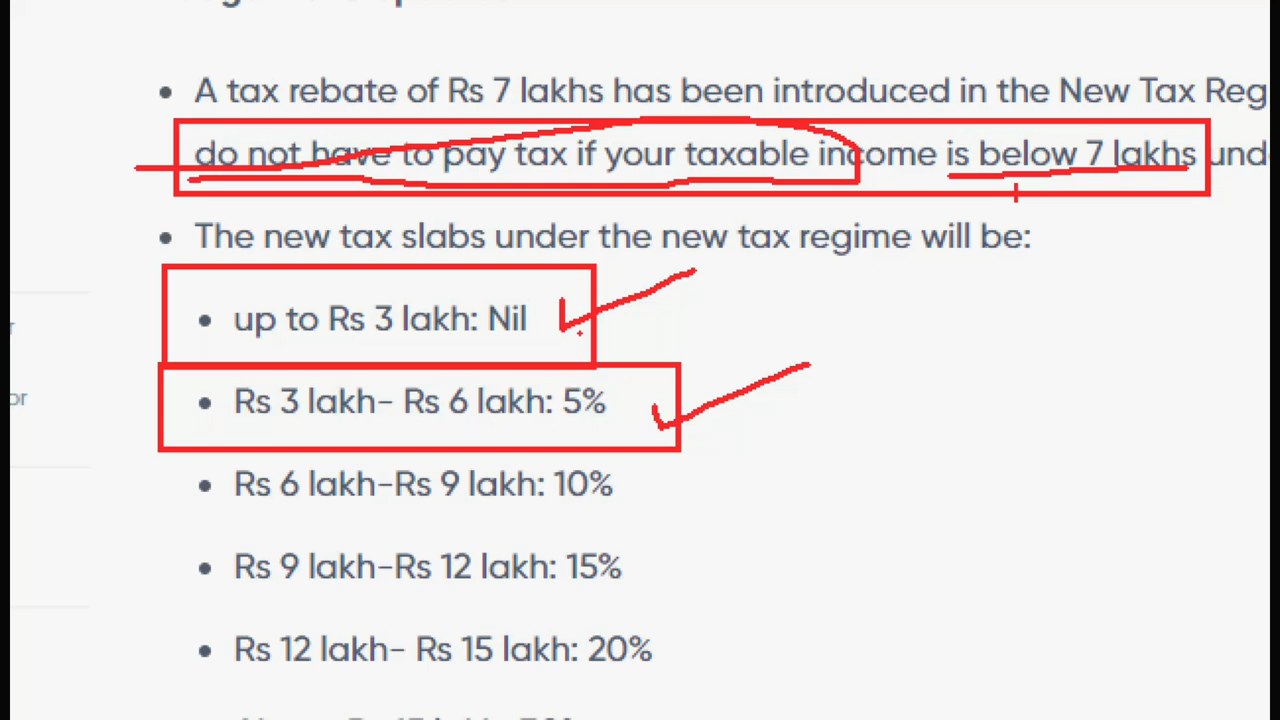 A tax rebate of Rs 7 lakhs has been introduced in the New Tax Reg
do not have to pay tax if your taxable income is below 7 lakhs und
The new tax slabs under the new tax regime will be:
up to Rs 3 lakh: Nil
Rs 3 lakh- Rs 6 lakh: 5%
or
Rs 6 lakh-Rs 9 lakh: 10%
Rs 9 lakh-Rs 12 lakh: 15%
Rs 12 lakh- Rs 15 lakh: 20%